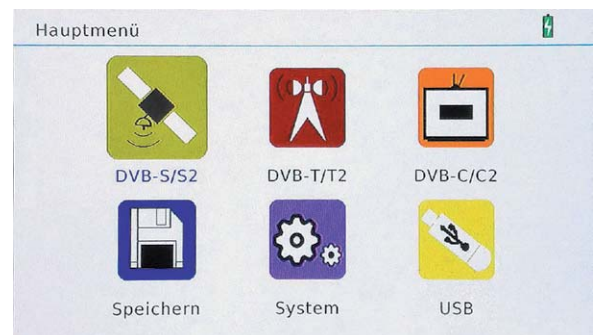 Hauptmenü
DVB-S/S2 DVB-T/T2 DVB-C/C2
Speichern System USB